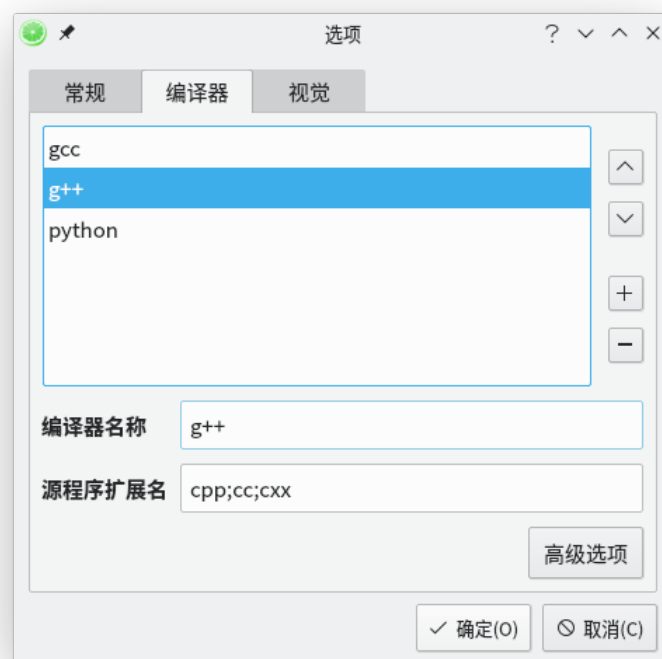 选项
常规 编译器 视觉
gcc
g++
python
编译器名称 g++
源程序扩展名 cpp;cc;cxx
高级选项
确定(O) 取消(C)